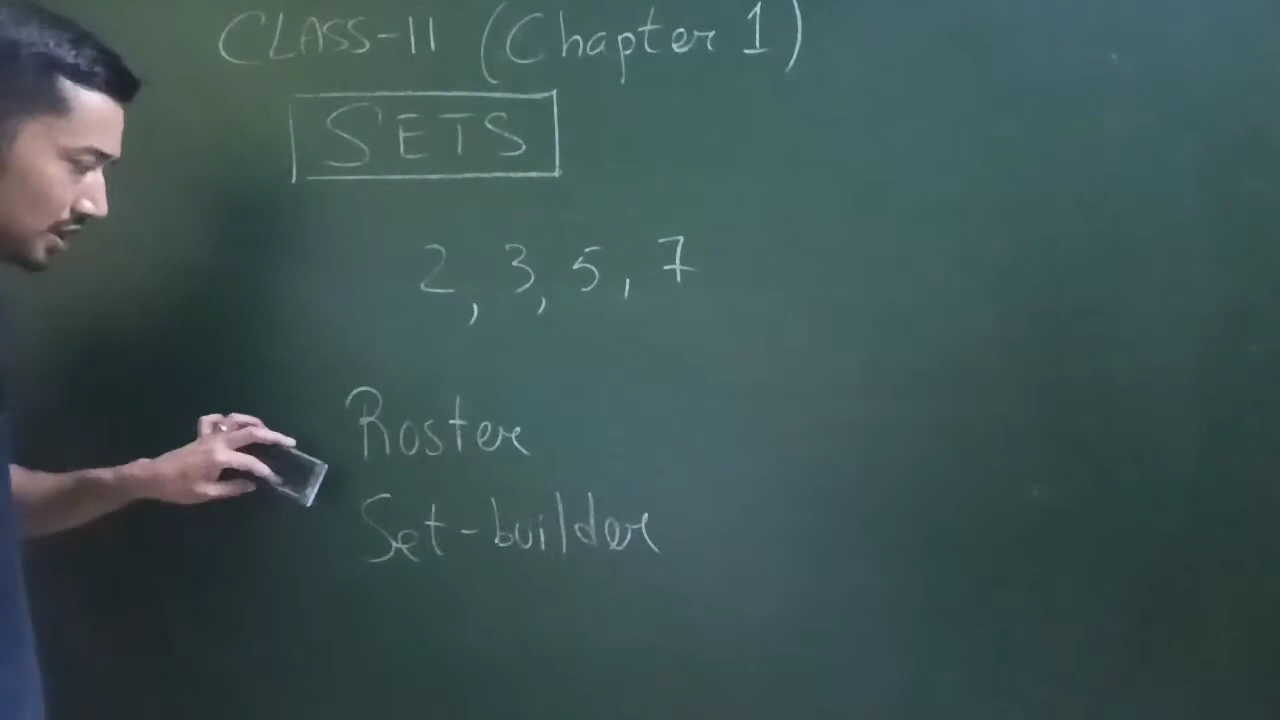 CLASS-11 (Chapter 1)
SETS
2, 3, 5, 7
Roster
Set-builder